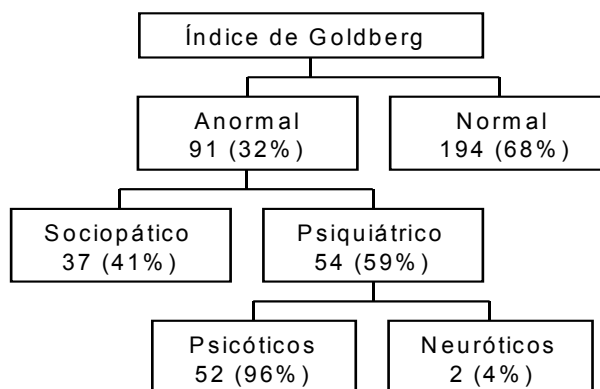 Índice de Goldberg
Anormal
91 (32%)
Normal
194 (68%)
Sociopático
37 (41%)
Psiquiátrico
54 (59%)
Psicóticos
52 (96%)
Neuróticos
2 (4%)